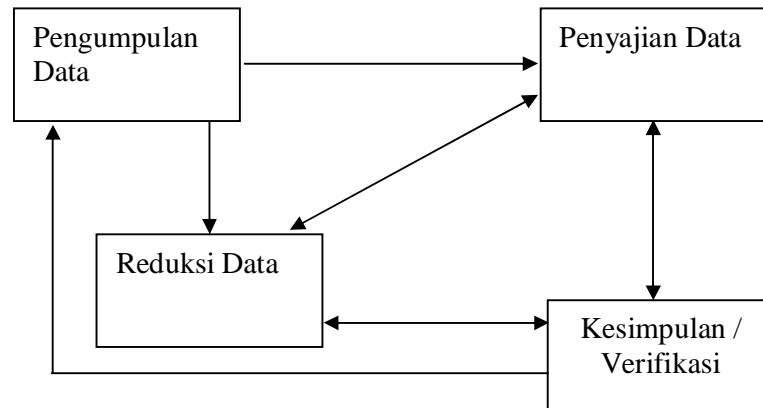 Pengumpulan
Data
Penyajian Data
Reduksi Data
Kesimpulan /
Verifikasi